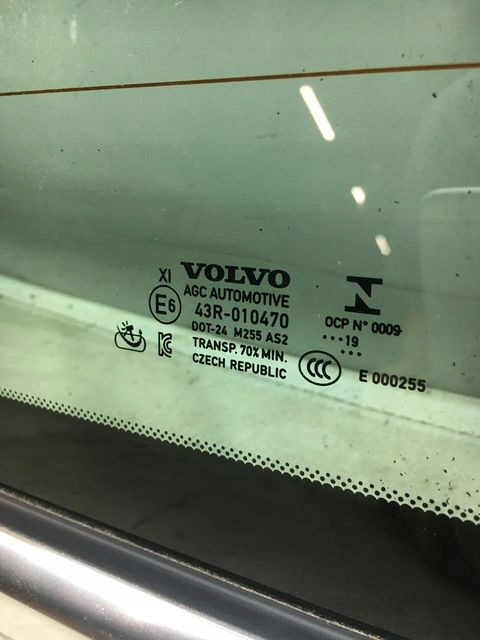 XI
VOLVO
AGC AUTOMOTIVE
E6
43R-010470
DOT-24 M255 AS2
TRANSP. 70% MIN.
CZECH REPUBLIC
OCP N° 0009
•••19
•••
CCC
E 000255